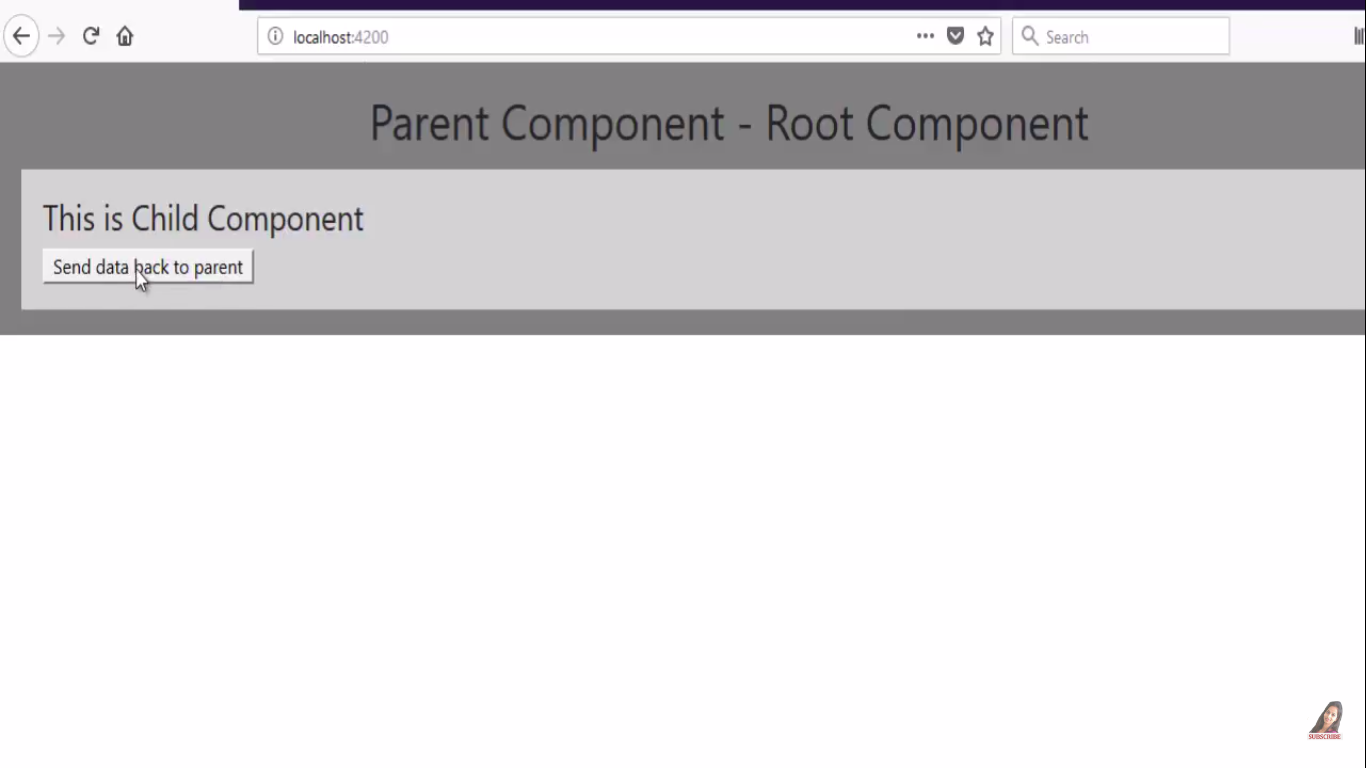 localhost:4200
Search
Parent Component - Root Component
This is Child Component
Send data back to parent
SUBSCRIBE